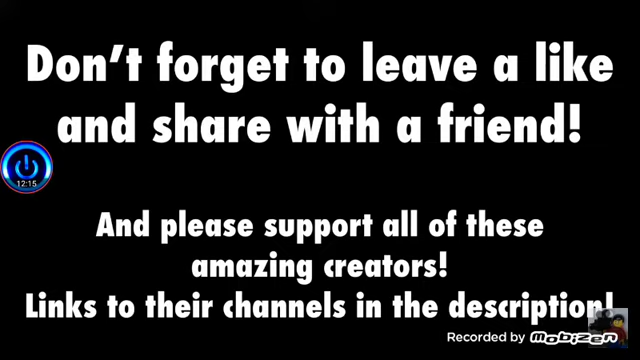 Don't forget to leave a like
and share with a friend!
12:15
And please support all of these
amazing creators!
Links to their channels in the description!
Recorded by mobizen